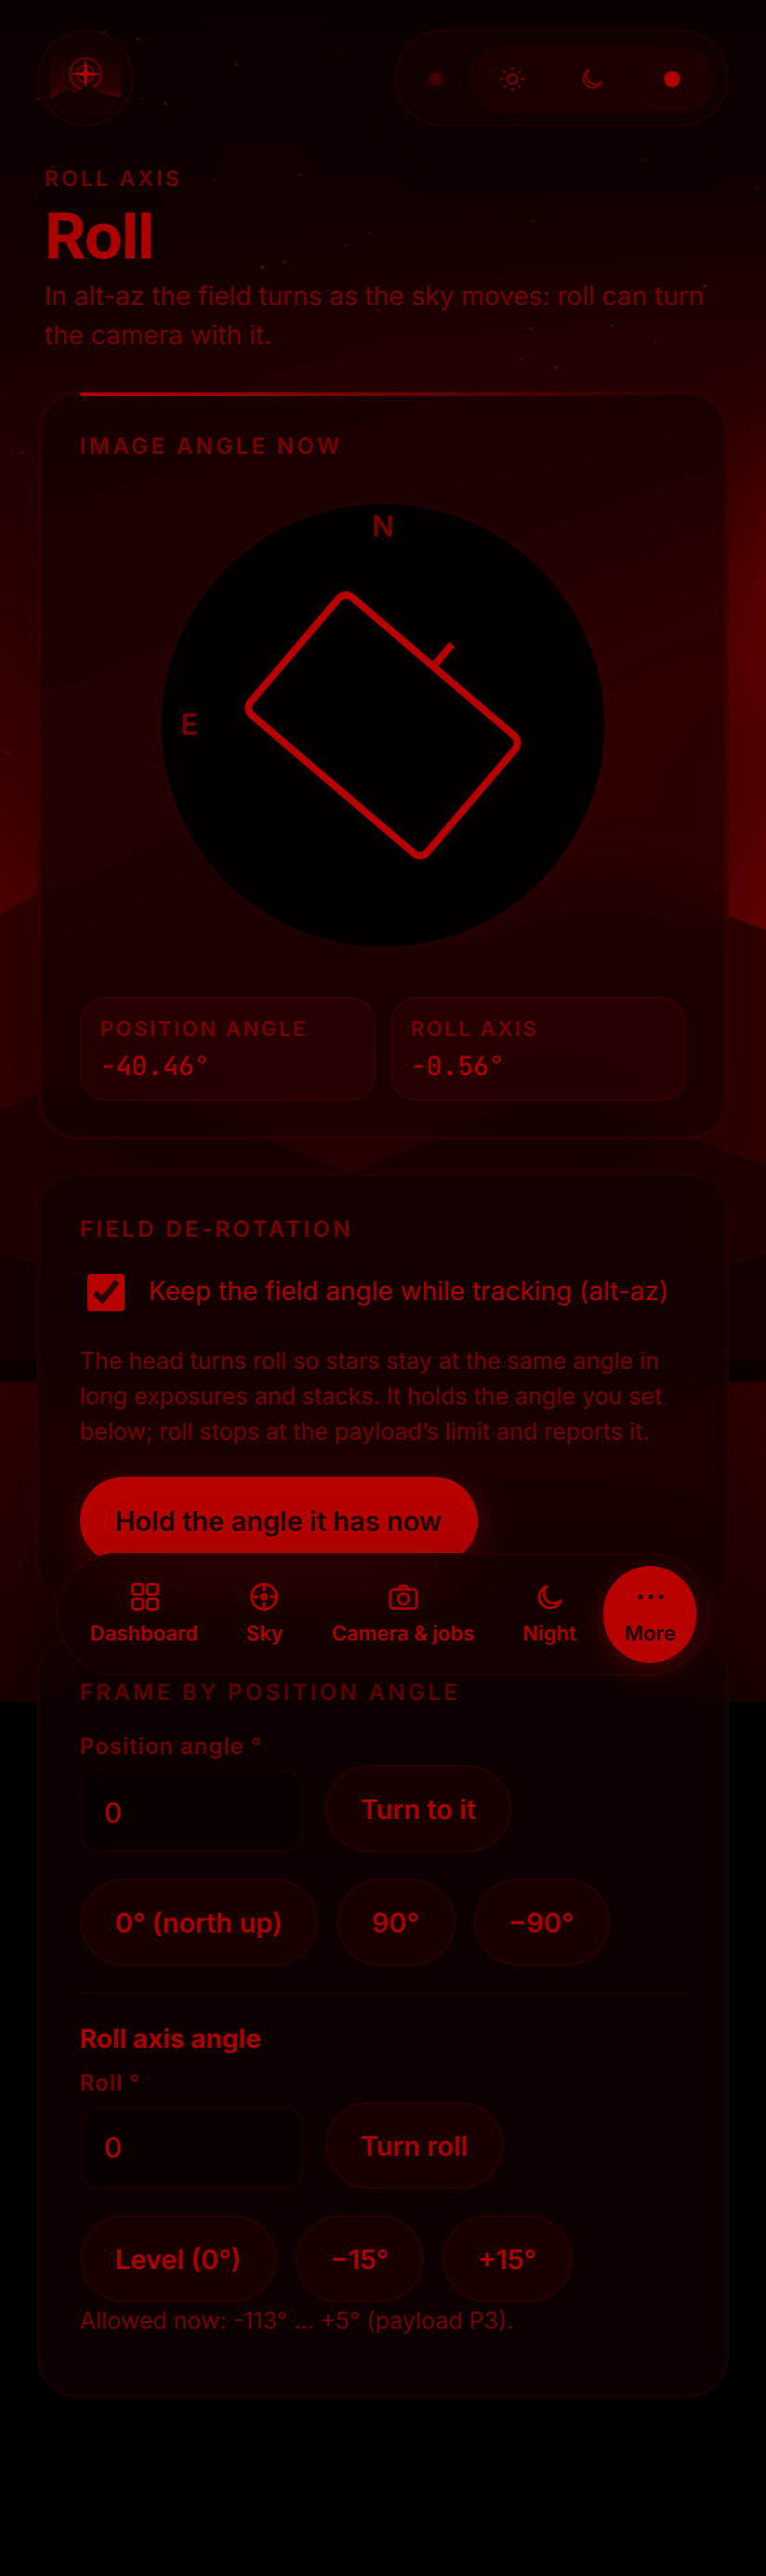 ROLL AXIS
Roll
In alt-az the field turns as the sky moves: roll can turn
the camera with it.
IMAGE ANGLE NOW
N
E
POSITION ANGLE
-40.46°
ROLL AXIS
-0.56°
FIELD DE-ROTATION
Keep the field angle while tracking (alt-az)
The head turns roll so stars stay at the same angle in
long exposures and stacks. It holds the angle you set
below; roll stops at the payload’s limit and reports it.
Hold the angle it has now
Dashboard
Sky
Camera & jobs
Night
More
FRAME BY POSITION ANGLE
Position angle °
0
Turn to it
0° (north up)
90°
−90°
Roll axis angle
Roll °
0
Turn roll
Level (0°)
−15°
+15°
Allowed now: -113° … +5° (payload P3).